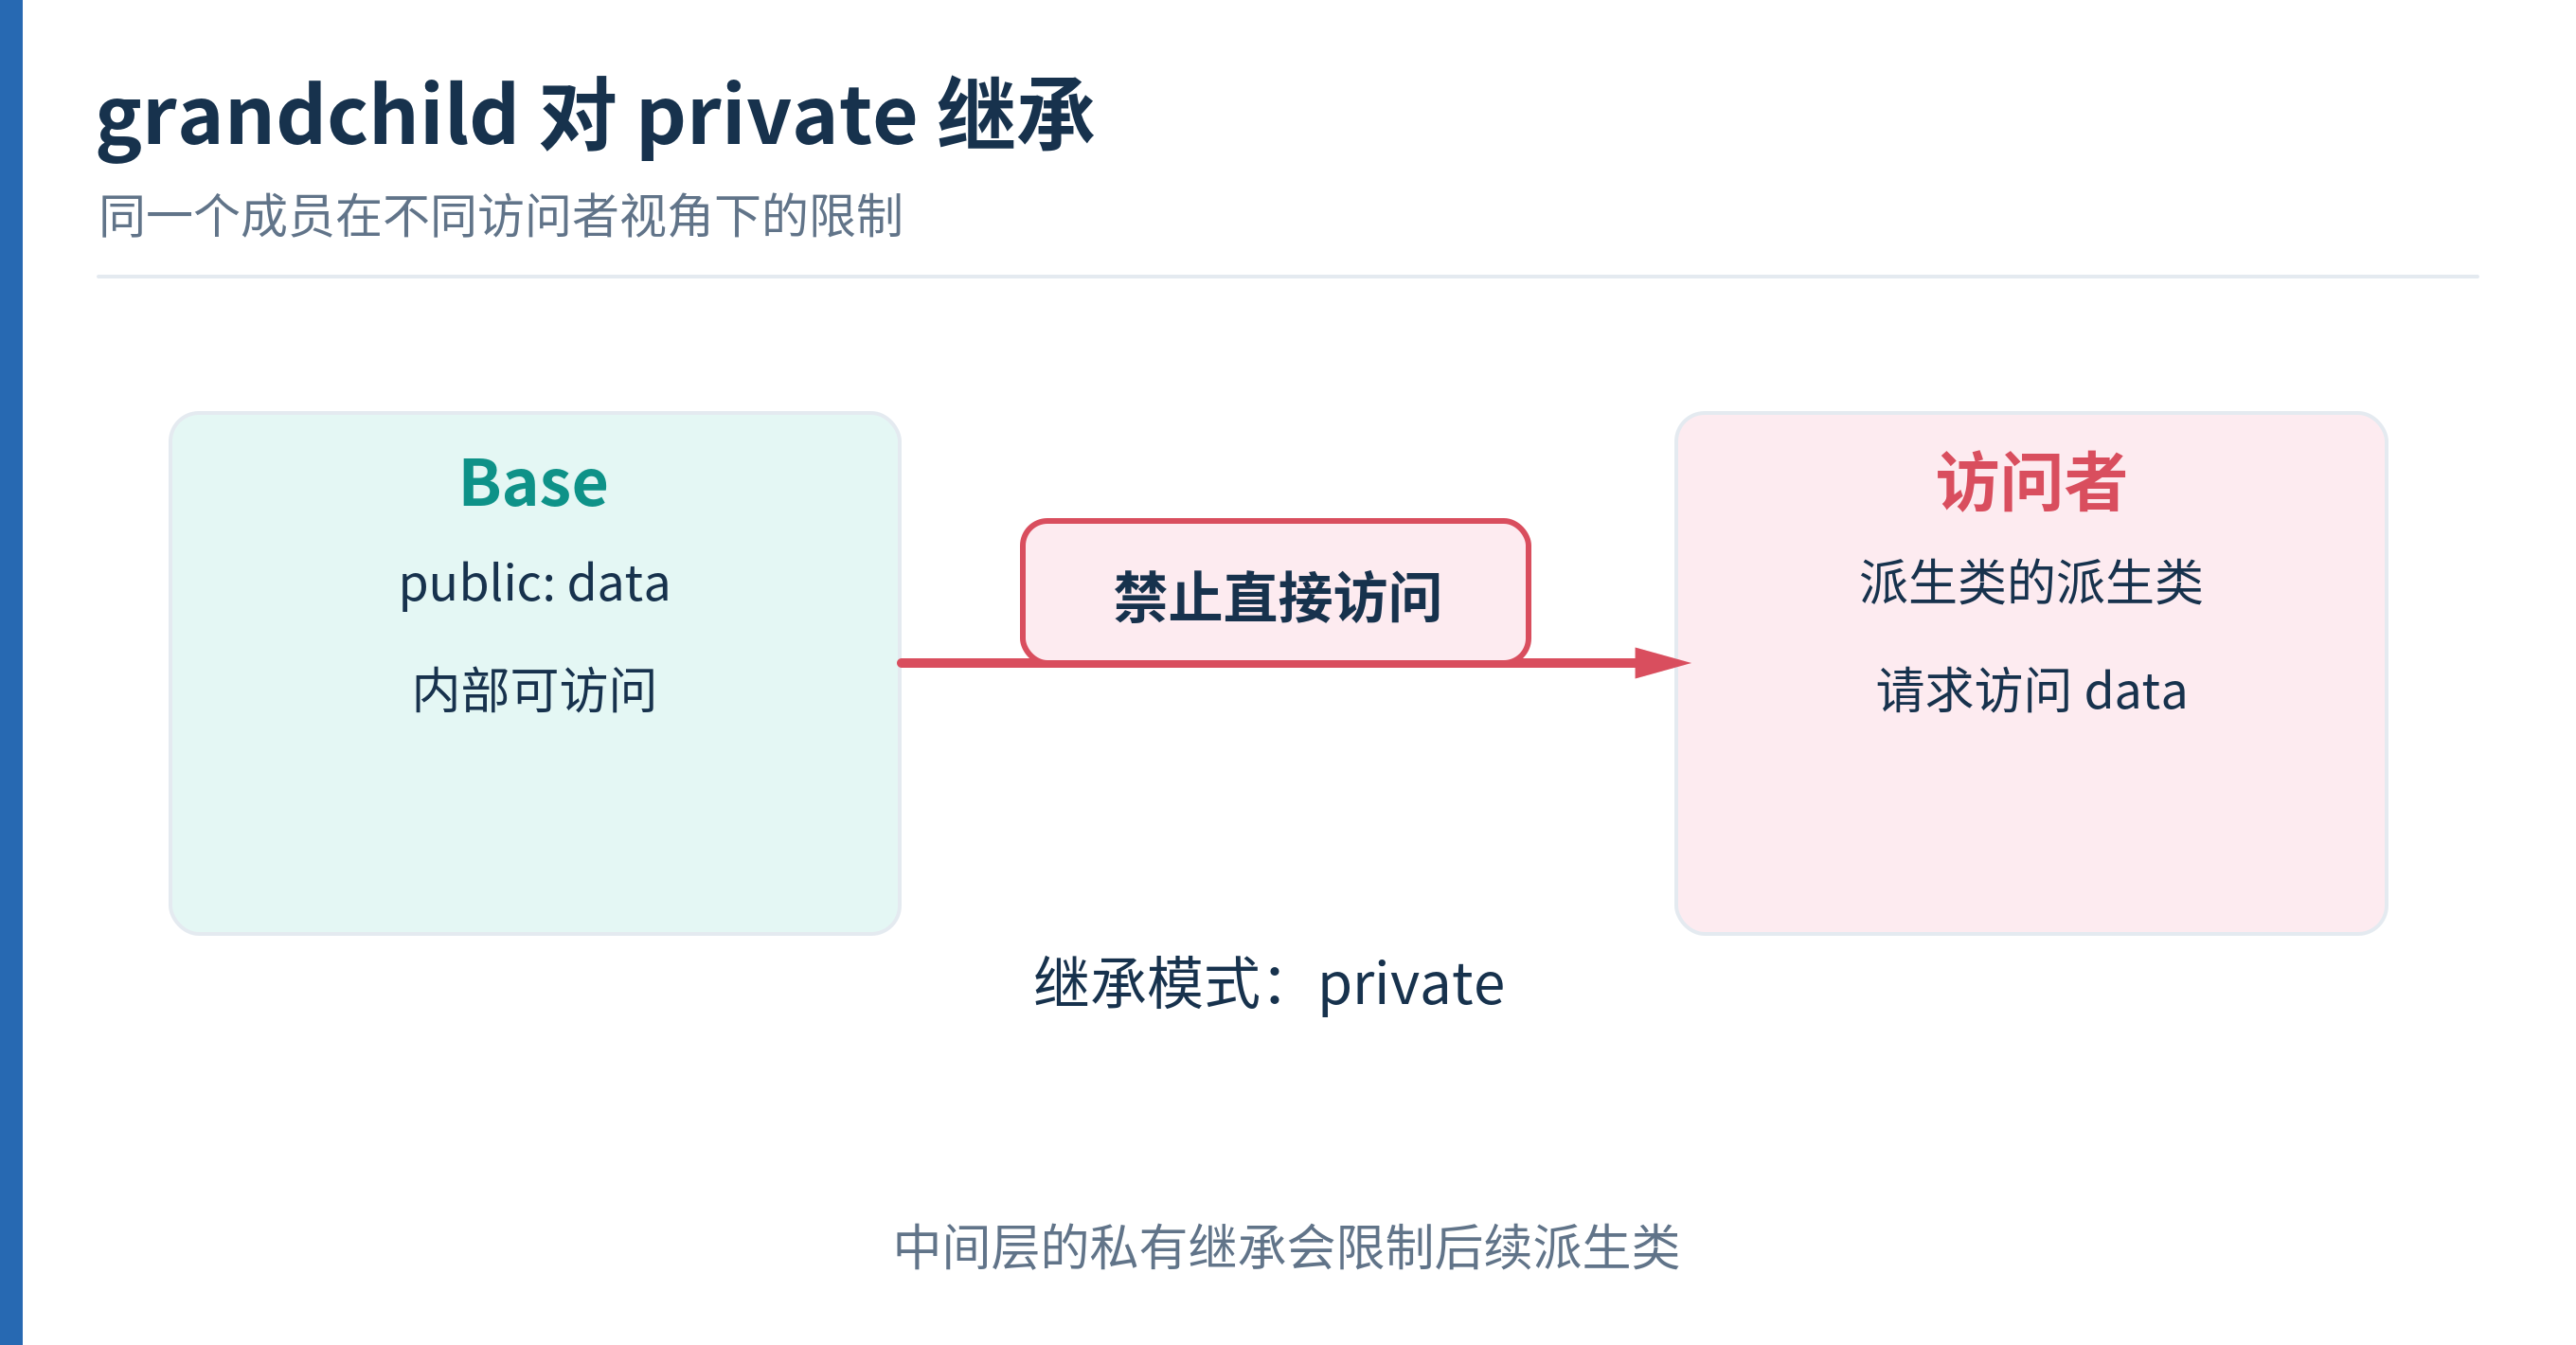 grandchild 对 private 继承
同一个成员在不同访问者视角下的限制
Base
public: data
内部可访问
禁止直接访问
访问者
派生类的派生类
请求访问 data
继承模式：private
中间层的私有继承会限制后续派生类